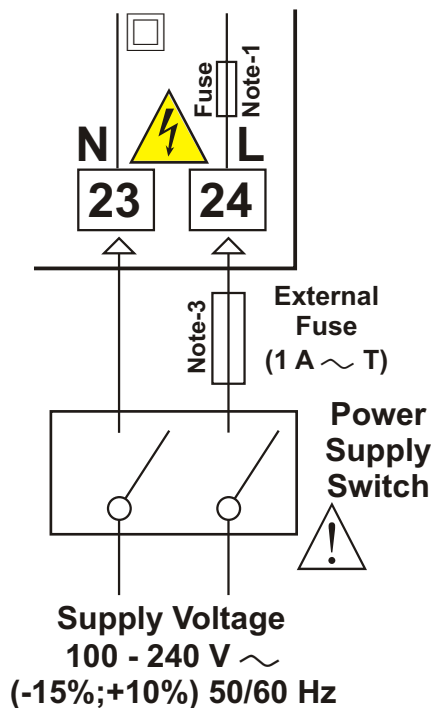 Fuse
Note-1
N
L
23
24
Note-3
External
Fuse
(1 A ~ T)
Power
Supply
Switch
!
Supply Voltage
100 - 240 V ~
(-15%;+10%) 50/60 Hz